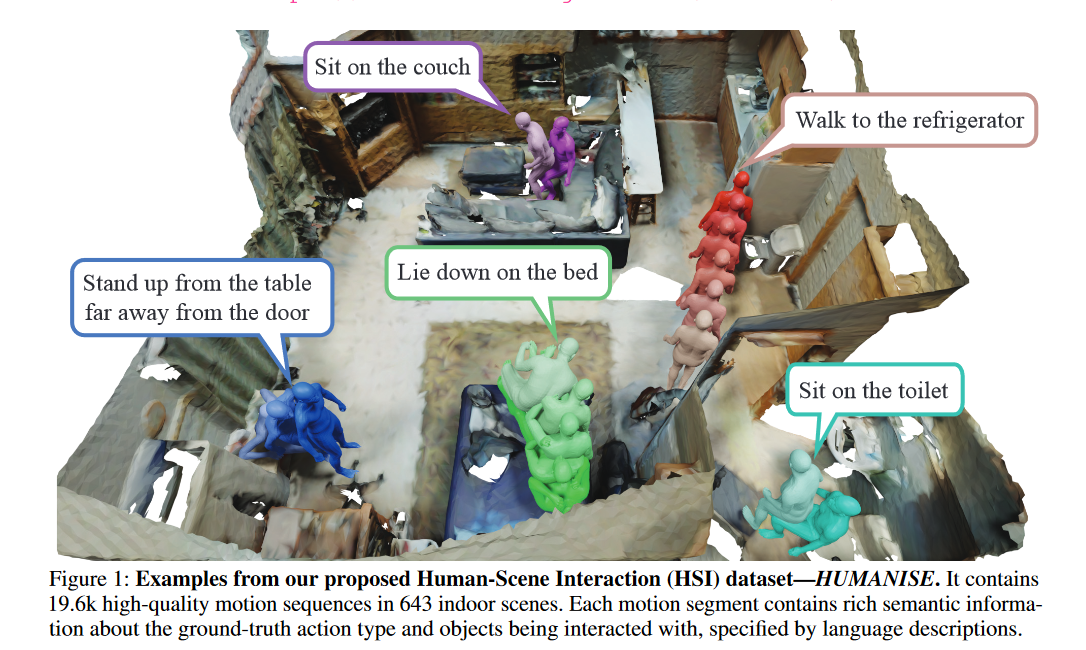 Sit on the couch
Walk to the refrigerator
Stand up from the table
far away from the door
Lie down on the bed
Sit on the toilet
Figure 1: Examples from our proposed Human-Scene Interaction (HSI) dataset—HUMANISE. It contains
19.6k high-quality motion sequences in 643 indoor scenes. Each motion segment contains rich semantic informa-
tion about the ground-truth action type and objects being interacted with, specified by language descriptions.